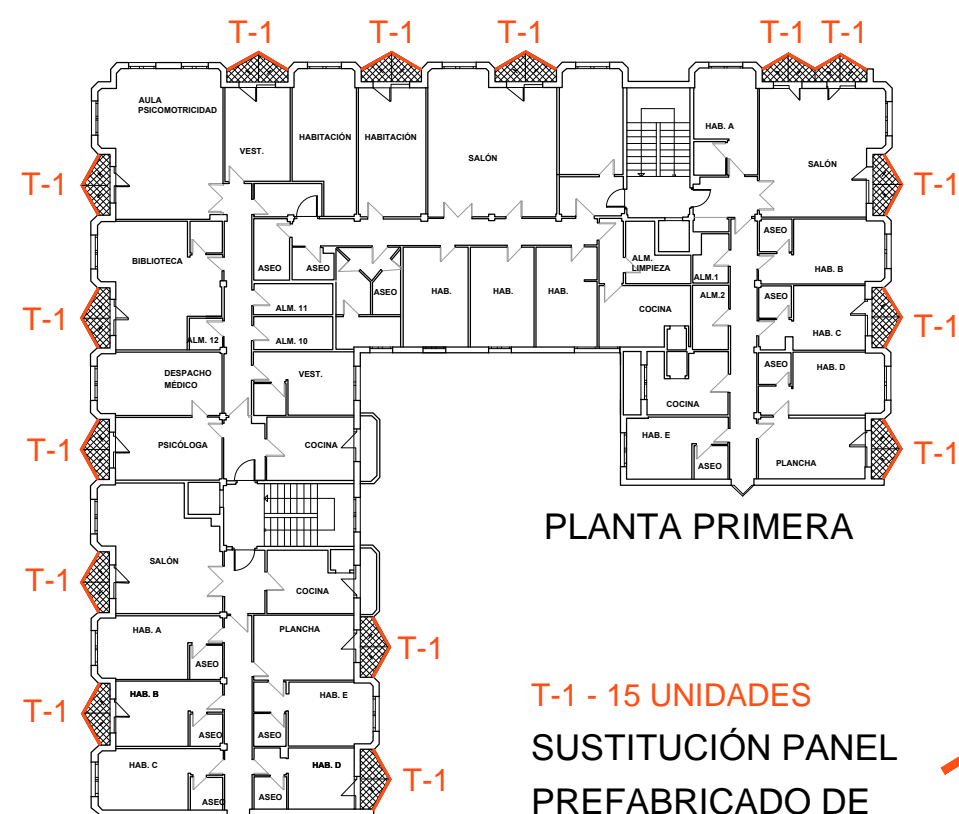 T-1 T-1 T-1 T-1 T-1
AULA
PSICOMOTRICIDAD
VEST.
HABITACIÓN
HABITACIÓN
SALÓN
HAB. A
SALÓN
T-1
T-1
BIBLIOTECA
ASEO
ASEO
ASEO
HAB.
HAB.
HAB.
ALM.
LIMPIEZA
ALM.1
ASEO
HAB. B
T-1
ALM. 11
ALM. 12
ALM. 10
COCINA
ALM.2
ASEO
HAB. C
T-1
DESPACHO
MÉDICO
VEST.
COCINA
ASEO
HAB. D
T-1
PSICÓLOGA
COCINA
HAB. E
ASEO
PLANCHA
T-1
PLANTA PRIMERA
T-1
SALÓN
COCINA
HAB. A
ASEO
PLANCHA
T-1
T-1
HAB. B
ASEO
ASEO
HAB. E
HAB. C
ASEO
ASEO
HAB. D
T-1
T-1 - 15 UNIDADES
SUSTITUCIÓN PANEL
PREFABRICADO DE